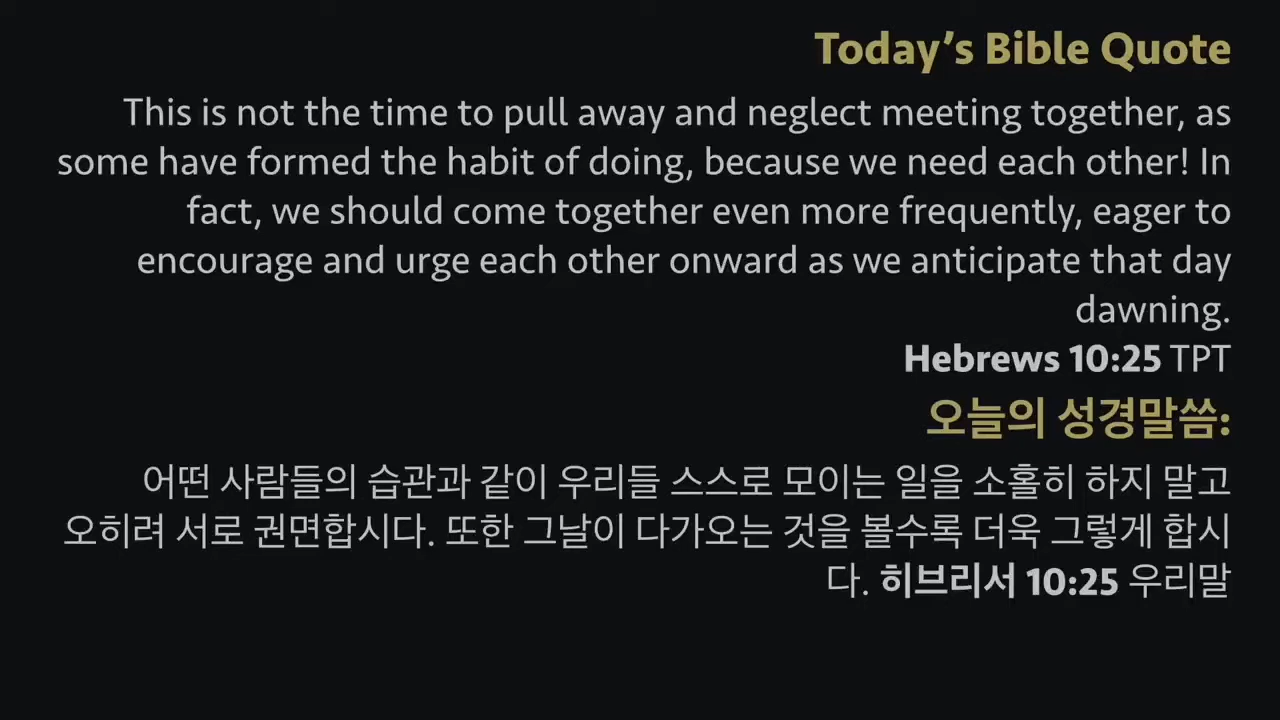 Today’s Bible Quote
This is not the time to pull away and neglect meeting together, as
some have formed the habit of doing, because we need each other! In
fact, we should come together even more frequently, eager to
encourage and urge each other onward as we anticipate that day
dawning.
Hebrews 10:25 TPT
오늘의 성경말씀:
어떤 사람들의 습관과 같이 우리들 스스로 모이는 일을 소홀히 하지 말고
오히려 서로 권면합시다. 또한 그날이 다가오는 것을 볼수록 더욱 그렇게 합시
다. 히브리서 10:25 우리말